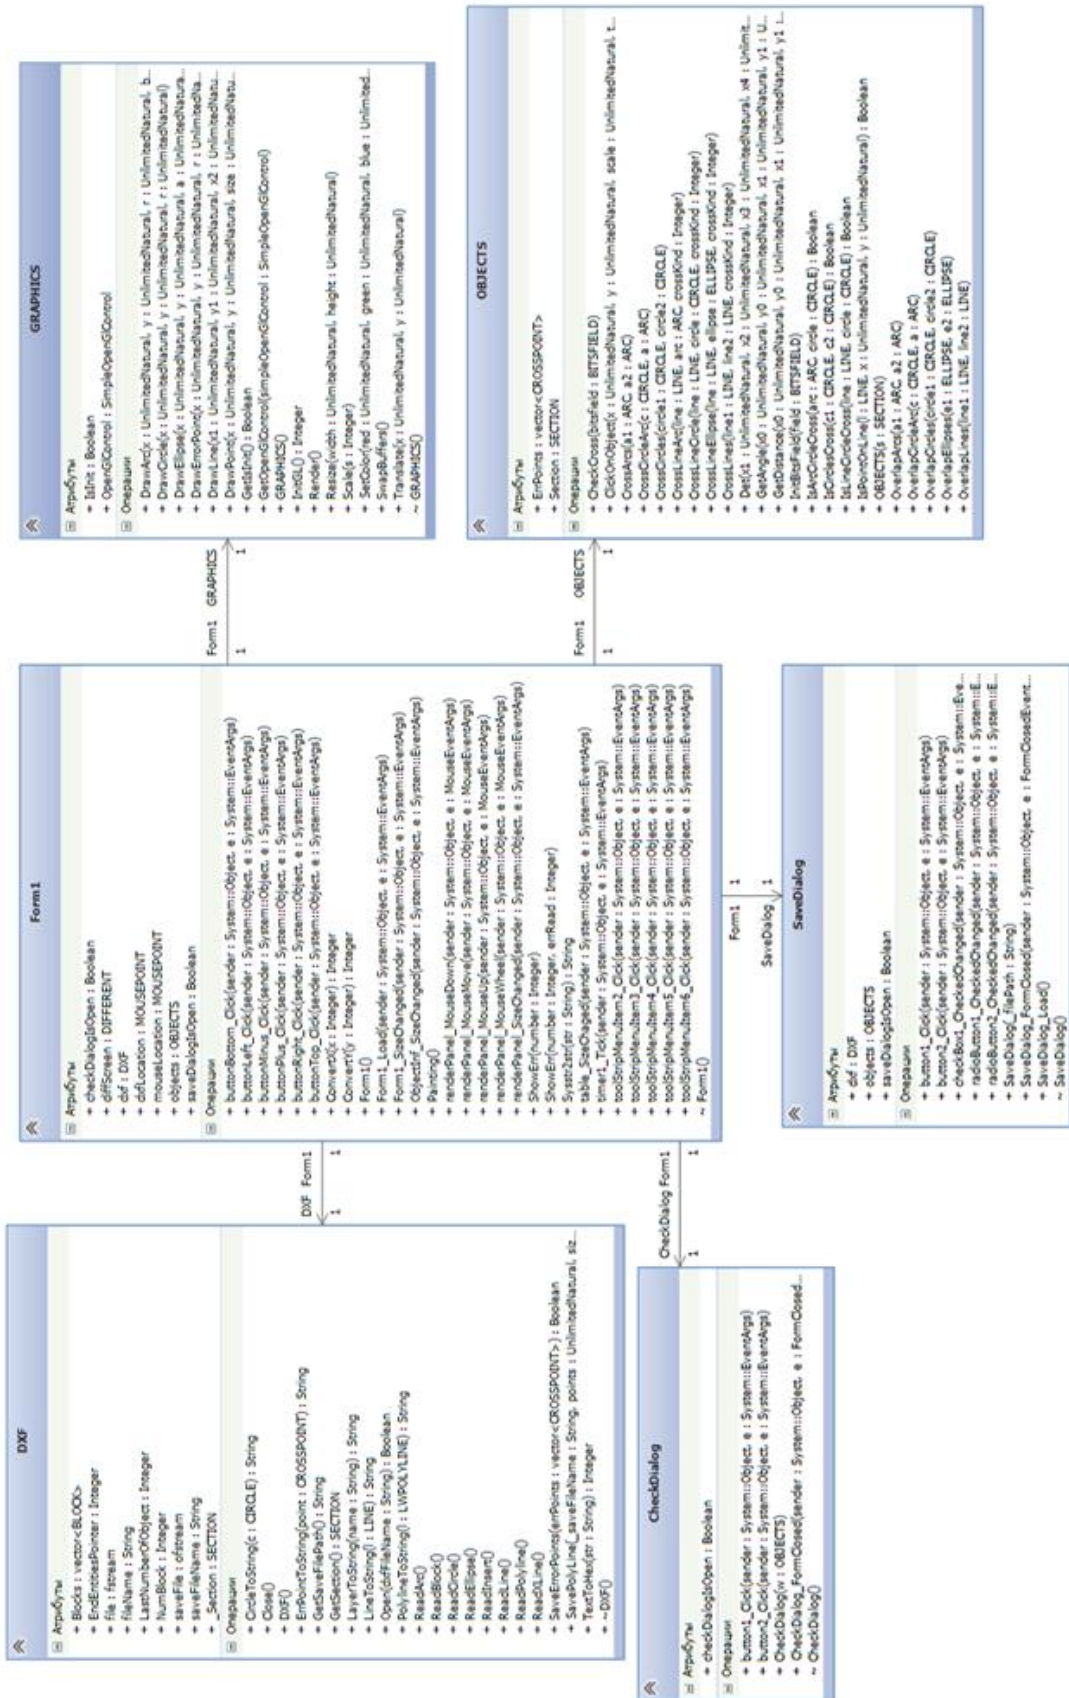 DXF
Атрибуты
+ Blocks : vector<BLOCK>
+ EndEntitiesPointer : Integer
+ file : fstream
+ fileName : String
+ LastNumberOfObject : Integer
+ NumBlock : Integer
+ saveFile : ofstream
+ saveFileName : String
+ _Section : SECTION
Операции
+ CircleToString(c : CIRCLE) : String
+ Close()
+ DXF()
+ ErrPointToString(point : CROSSPOINT) : String
+ GetSaveFilePath() : String
+ GetSection() : SECTION
+ LayerToString(name : String) : String
+ LineToString(l : LINE) : String
+ Open(dxfFileName : String) : Boolean
+ PolylineToString(l : LWPOLYLINE) : String
+ ReadArc()
+ ReadBlock()
+ ReadCircle()
+ ReadEllipse()
+ ReadInsert()
+ ReadLine()
+ ReadPolyline()
+ ReadXLine()
+ SaveErrorPoints(errPoints : vector<CROSSPOINT>) : Boolean
+ SavePolyLine(_saveFileName : String, points : UnlimitedNatural, siz...
+ TextToHex(str : String) : Integer
~ ~DXF()
CheckDialog
Атрибуты
+ checkDialogIsOpen : Boolean
Операции
+ button1_Click(sender : System::Object, e : System::EventArgs)
+ button2_Click(sender : System::Object, e : System::EventArgs)
+ CheckDialog(w : OBJECTS)
+ CheckDialog_FormClosed(sender : System::Object, e : FormClosed...
~ CheckDialog()
DXF Form1
1 1
CheckDialog Form1
1 1
Form1
Атрибуты
+ checkDialogIsOpen : Boolean
+ diffScreen : DIFFERENT
+ dxf : DXF
+ dxfLocation : MOUSEPOINT
+ mouseLocation : MOUSEPOINT
+ objects : OBJECTS
+ saveDialogIsOpen : Boolean
Операции
+ buttonBottom_Click(sender : System::Object, e : System::EventArgs)
+ buttonLeft_Click(sender : System::Object, e : System::EventArgs)
+ buttonMinus_Click(sender : System::Object, e : System::EventArgs)
+ buttonPlus_Click(sender : System::Object, e : System::EventArgs)
+ buttonRight_Click(sender : System::Object, e : System::EventArgs)
+ buttonTop_Click(sender : System::Object, e : System::EventArgs)
+ ConvertX(x : Integer) : Integer
+ ConvertY(y : Integer) : Integer
+ Form1()
+ Form1_Load(sender : System::Object, e : System::EventArgs)
+ Form1_SizeChanged(sender : System::Object, e : System::EventArgs)
+ ObjectsInf_SizeChanged(sender : System::Object, e : System::EventArgs)
+ Painting()
+ renderPanel_MouseDown(sender : System::Object, e : MouseEventArgs)
+ renderPanel_MouseMove(sender : System::Object, e : MouseEventArgs)
+ renderPanel_MouseUp(sender : System::Object, e : MouseEventArgs)
+ renderPanel_MouseWheel(sender : System::Object, e : MouseEventArgs)
+ renderPanel_SizeChanged(sender : System::Object, e : System::EventArgs)
+ ShowErr(number : Integer)
+ ShowErr(number : Integer, errRead : Integer)
+ Sysstr2str(str : String) : String
+ table_SizeChaged(sender : System::Object, e : System::EventArgs)
+ timer1_Tick(sender : System::Object, e : System::EventArgs)
+ toolStripMenuItem2_Click(sender : System::Object, e : System::EventArgs)
+ toolStripMenuItem3_Click(sender : System::Object, e : System::EventArgs)
+ toolStripMenuItem4_Click(sender : System::Object, e : System::EventArgs)
+ toolStripMenuItem5_Click(sender : System::Object, e : System::EventArgs)
+ toolStripMenuItem6_Click(sender : System::Object, e : System::EventArgs)
~ Form1()
Form1 1
SaveDialog 1
SaveDialog
Атрибуты
+ dxf : DXF
+ objects : OBJECTS
+ saveDialogIsOpen : Boolean
Операции
+ button1_Click(sender : System::Object, e : System::EventArgs)
+ button2_Click(sender : System::Object, e : System::EventArgs)
+ checkBox1_CheckedChanged(sender : System::Object, e : System::Eve...
+ radioButton1_CheckedChanged(sender : System::Object, e : System::E...
+ radioButton2_CheckedChanged(sender : System::Object, e : System::E...
+ SaveDialog(_filePath : String)
+ SaveDialog_FormClosed(sender : System::Object, e : FormClosedEvent...
+ SaveDialog_Load()
~ SaveDialog()
Form1 GRAPHICS
1 1
Form1 OBJECTS
1 1
GRAPHICS
Атрибуты
+ IsInit : Boolean
+ OpenGlControl : SimpleOpenGlControl
Операции
+ DrawArc(x : UnlimitedNatural, y : UnlimitedNatural, r : UnlimitedNatural, b...
+ DrawCircle(x : UnlimitedNatural, y : UnlimitedNatural, r : UnlimitedNatural)
+ DrawEllipse(x : UnlimitedNatural, y : UnlimitedNatural, a : UnlimitedNatura...
+ DrawErrorPoint(x : UnlimitedNatural, y : UnlimitedNatural, r : UnlimitedNa...
+ DrawLine(x1 : UnlimitedNatural, y1 : UnlimitedNatural, x2 : UnlimitedNatu...
+ DrawPoint(x : UnlimitedNatural, y : UnlimitedNatural, size : UnlimitedNatu...
+ GetIsInit() : Boolean
+ GetOpenGlControl(simpleOpenGlControl : SimpleOpenGlControl)
+ GRAPHICS()
+ InitGL() : Integer
+ Render()
+ Resize(width : UnlimitedNatural, height : UnlimitedNatural)
+ Scale(s : Integer)
+ SetColor(red : UnlimitedNatural, green : UnlimitedNatural, blue : Unlimited...
+ SwapBuffers()
+ Translate(x : UnlimitedNatural, y : UnlimitedNatural)
~ GRAPHICS()
OBJECTS
Атрибуты
+ ErrPoints : vector<CROSSPOINT>
+ Section : SECTION
Операции
+ CheckCross(bitsfield : BITSFIELD)
+ ClickOnObject(x : UnlimitedNatural, y : UnlimitedNatural, scale : UnlimitedNatural, t...
+ CrossArcs(a1 : ARC, a2 : ARC)
+ CrossCircleArc(c : CIRCLE, a : ARC)
+ CrossCircles(circle1 : CIRCLE, circle2 : CIRCLE)
+ CrossLineArc(line : LINE, arc : ARC, crossKind : Integer)
+ CrossLineCircle(line : LINE, circle : CIRCLE, crossKind : Integer)
+ CrossLineEllipse(line : LINE, ellipse : ELLIPSE, crossKind : Integer)
+ CrossLines(line1 : LINE, line2 : LINE, crossKind : Integer)
+ Det(x1 : UnlimitedNatural, x2 : UnlimitedNatural, x3 : UnlimitedNatural, x4 : Unlimit...
+ GetAngle(x0 : UnlimitedNatural, y0 : UnlimitedNatural, x1 : UnlimitedNatural, y1 : U...
+ GetDistance(x0 : UnlimitedNatural, y0 : UnlimitedNatural, x1 : UnlimitedNatural, y1 :...
+ InitBitsField(field : BITSFIELD)
+ IsArcCircleCross(arc : ARC, circle : CIRCLE) : Boolean
+ IsCirclesCross(c1 : CIRCLE, c2 : CIRCLE) : Boolean
+ IsLineCircleCross(line : LINE, circle : CIRCLE) : Boolean
+ IsPointOnLine(l : LINE, x : UnlimitedNatural, y : UnlimitedNatural) : Boolean
+ OBJECTS(s : SECTION)
+ OverlapArcs(a1 : ARC, a2 : ARC)
+ OverlapCircleArc(c : CIRCLE, a : ARC)
+ OverlapCircles(circle1 : CIRCLE, circle2 : CIRCLE)
+ OverlapEllipses(e1 : ELLIPSE, e2 : ELLIPSE)
+ OverlapLines(line1 : LINE, line2 : LINE)